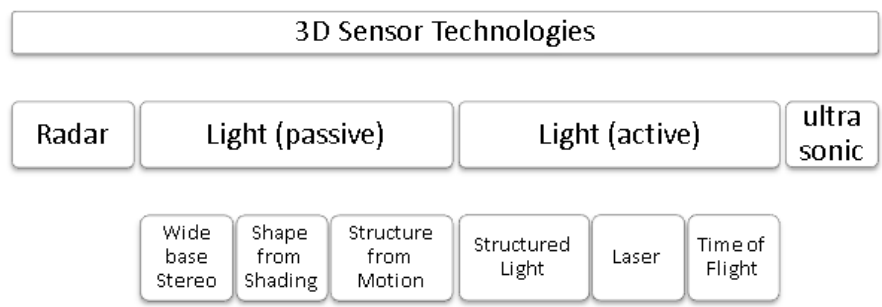 3D Sensor Technologies
Radar
Light (passive)
Light (active)
ultra
sonic
Wide
base
Stereo
Shape
from
Shading
Structure
from
Motion
Structured
Light
Laser
Time of
Flight